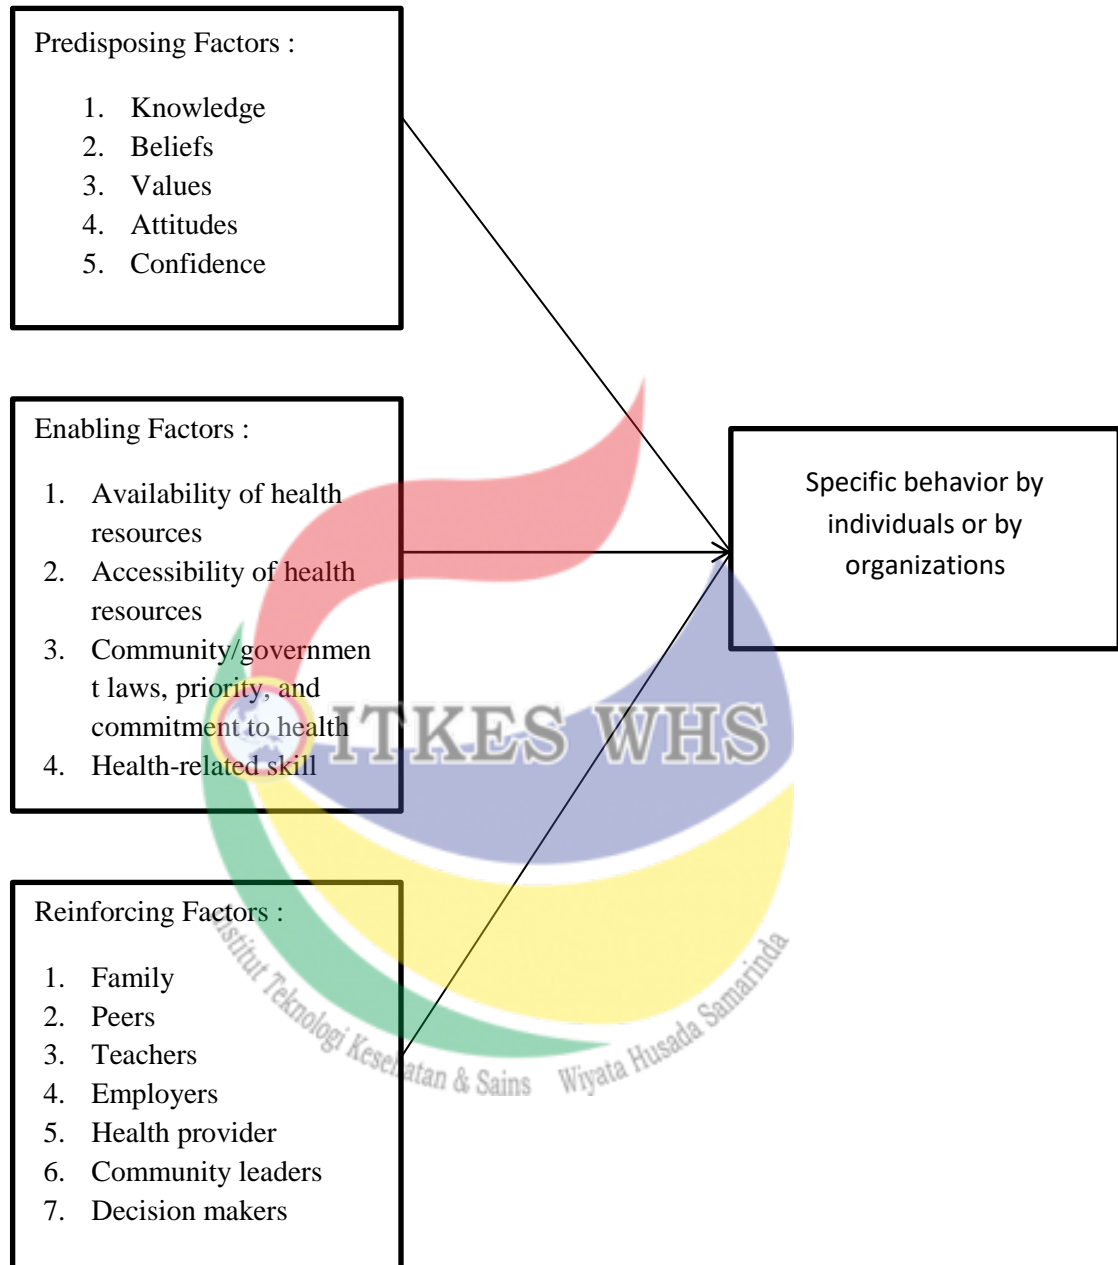 Predisposing Factors :
1. Knowledge
2. Beliefs
3. Values
4. Attitudes
5. Confidence
Enabling Factors :
1. Availability of health
resources
2. Accessibility of health
resources
3. Community/governmen
t laws, priority, and
commitment to health
4. Health-related skill
Reinforcing Factors :
1. Family
2. Peers
3. Teachers
4. Employers
5. Health provider
6. Community leaders
7. Decision makers
Specific behavior by
individuals or by
organizations
ITKES WHS
Institut Teknologi Kesehatan & Sains Wiyata Husada Samarinda